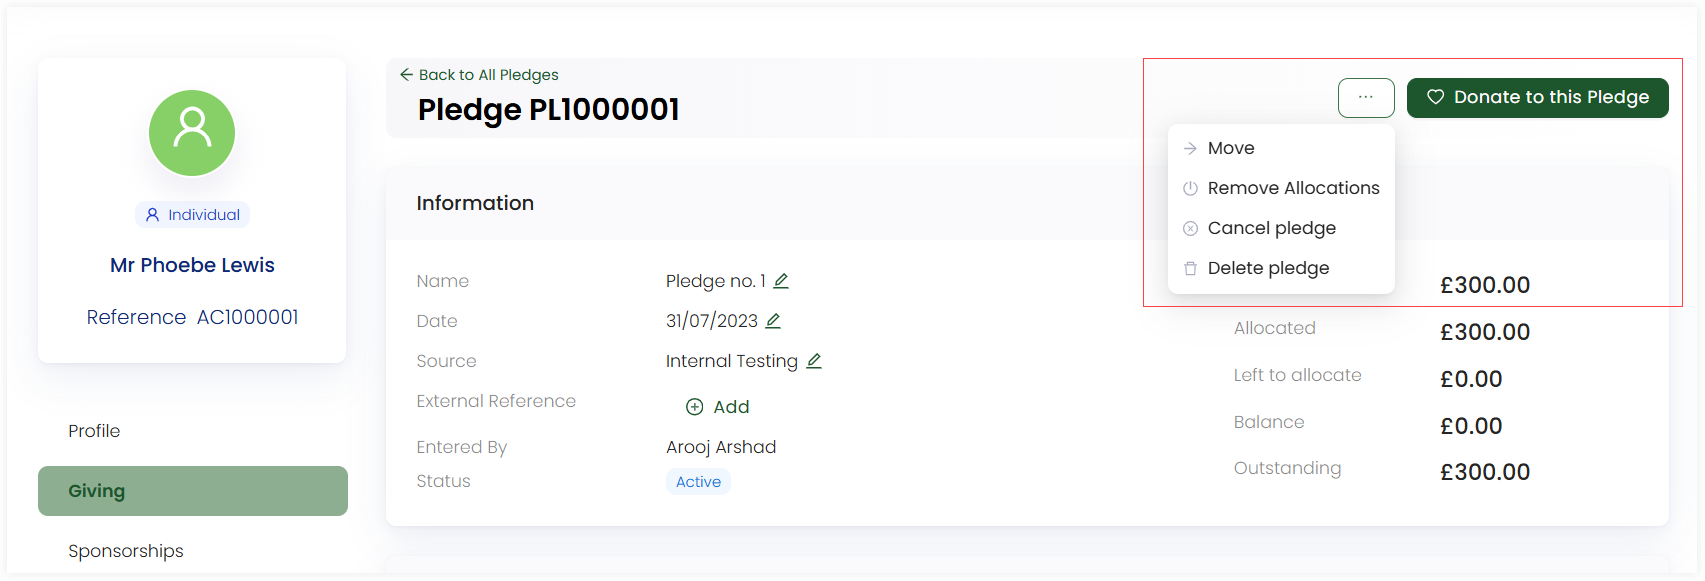 Back to All Pledges
Pledge PL1000001
...
Donate to this Pledge
Move
Remove Allocations
Cancel pledge
Delete pledge
Individual
Mr Phoebe Lewis
Reference AC1000001
Profile
Giving
Sponsorships
Information
Name Pledge no. 1
Date 31/07/2023
Source Internal Testing
External Reference Add
Entered By Arooj Arshad
Status Active
£300.00
Allocated £300.00
Left to allocate £0.00
Balance £0.00
Outstanding £300.00